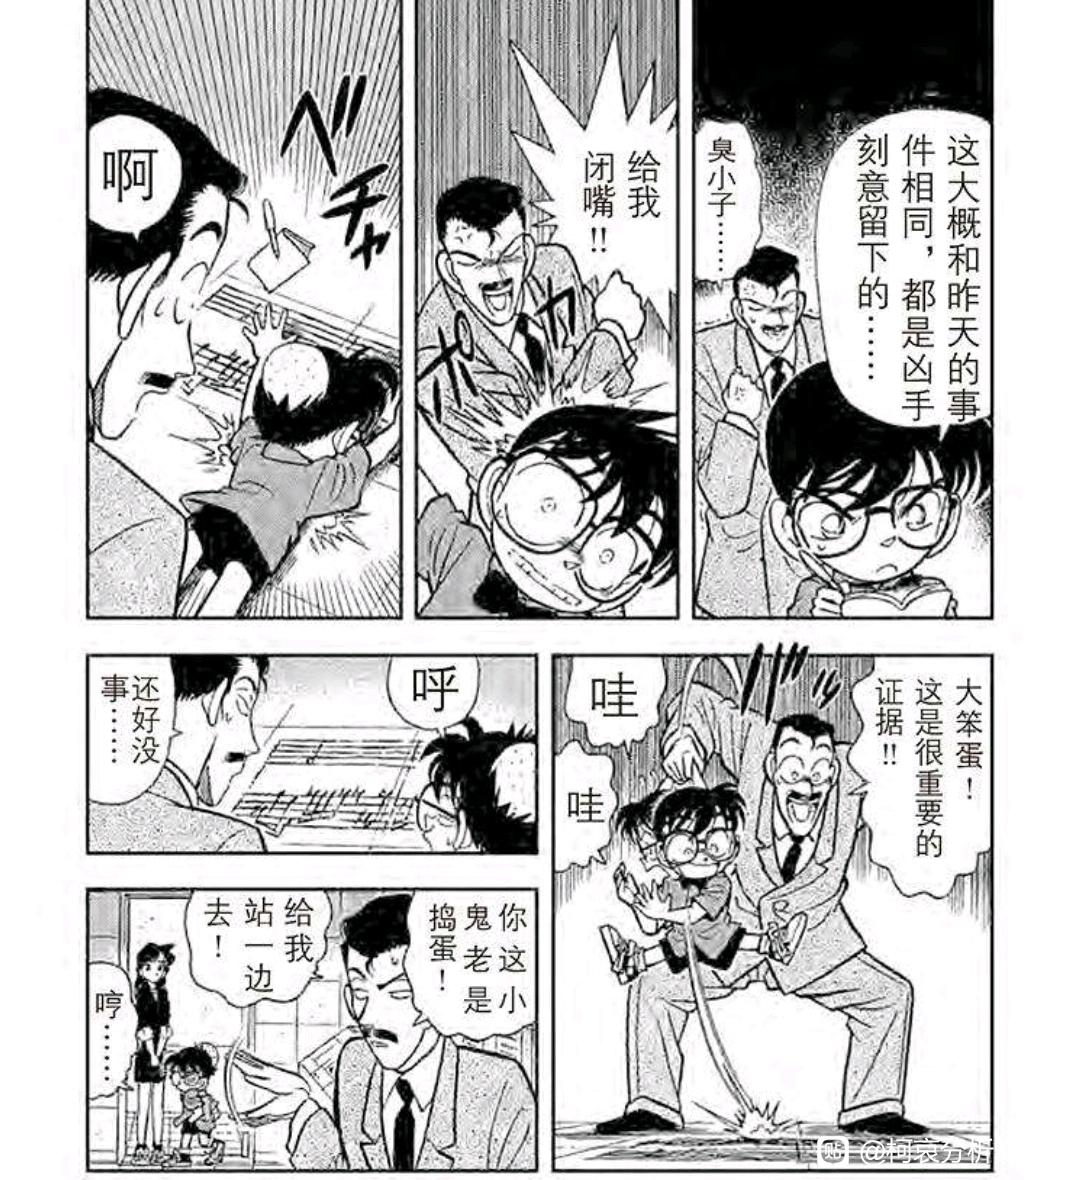 这大概和昨天的事
件相同，都是凶手
刻意留下的……
臭小子……
给我
闭嘴!!
ポカ
ポカ
啊
ベチャ
大笨蛋！
这是很重要的
证据!!
哇
哇
呼
还好没
事……
你这小
鬼老是
捣蛋！
给我
站一边
去！
哼……
@柯哀分析